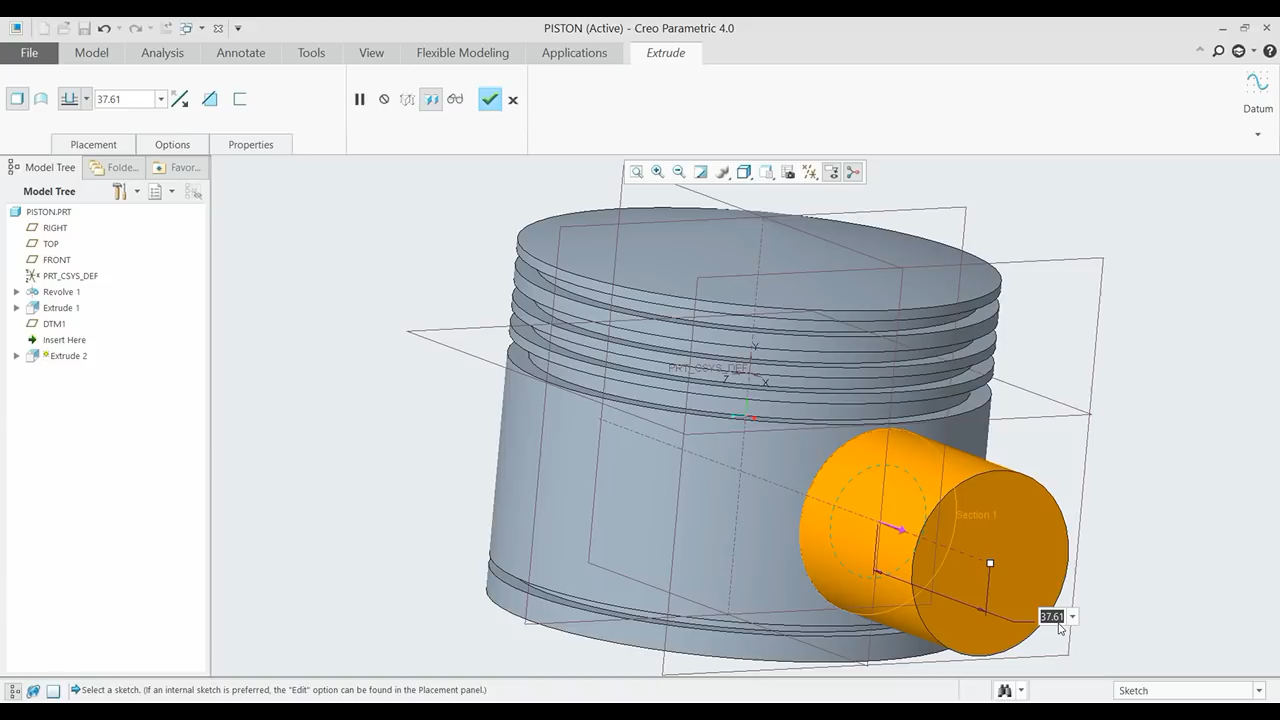 PISTON (Active) - Creo Parametric 4.0
File Model Analysis Annotate Tools View Flexible Modeling Applications Extrude
37.61
Datum
Placement Options Properties
Model Tree Folde... Favor...
Model Tree
PISTON.PRT
RIGHT
TOP
FRONT
PRT_CSYS_DEF
Revolve 1
Extrude 1
DTM1
Insert Here
Extrude 2
Y
PRT_CSYS_DEF
Z
X
Section 1
37.61
Select a sketch. (If an internal sketch is preferred, the "Edit" option can be found in the Placement panel.)
Sketch